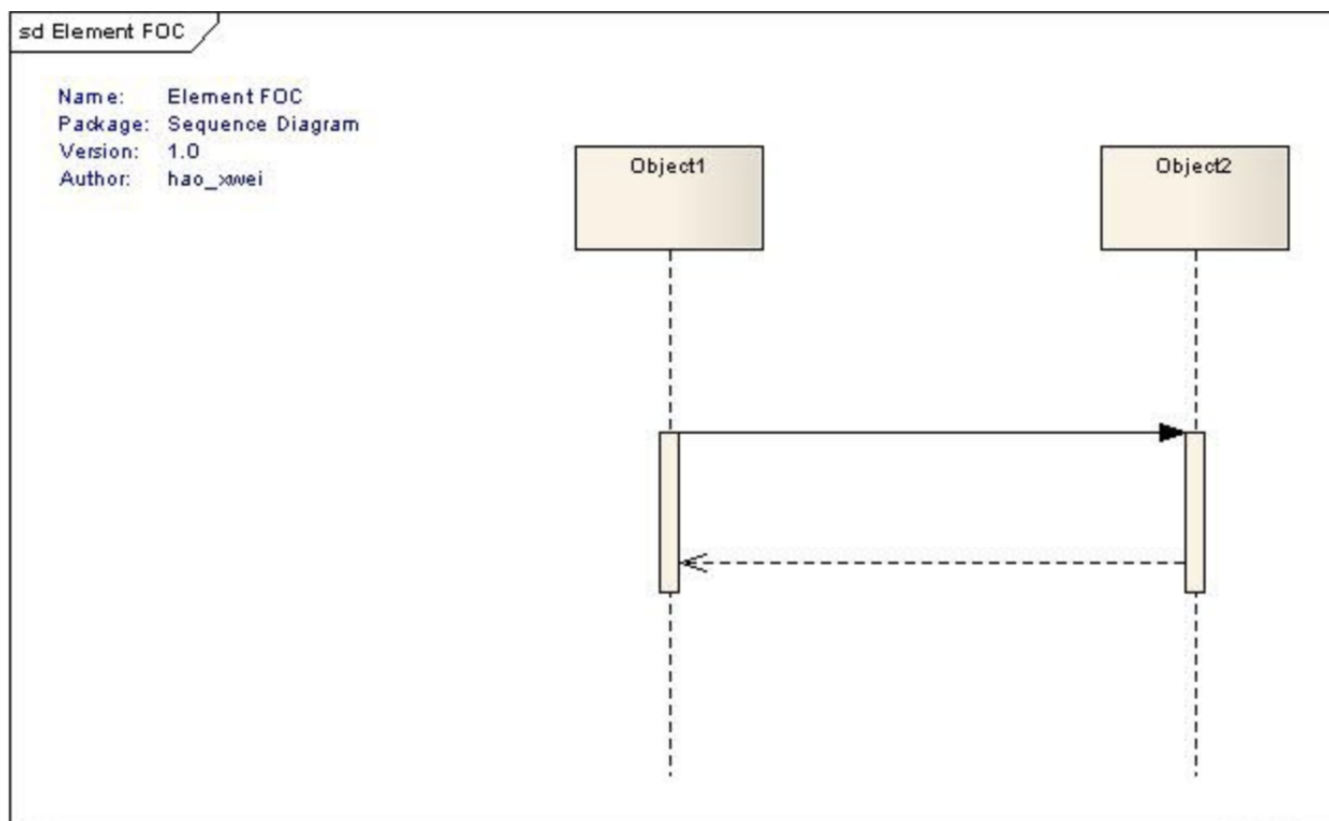 sd Element FOC
Name: Element FOC
Package: Sequence Diagram
Version: 1.0
Author: hao_xwei
Object1
Object2